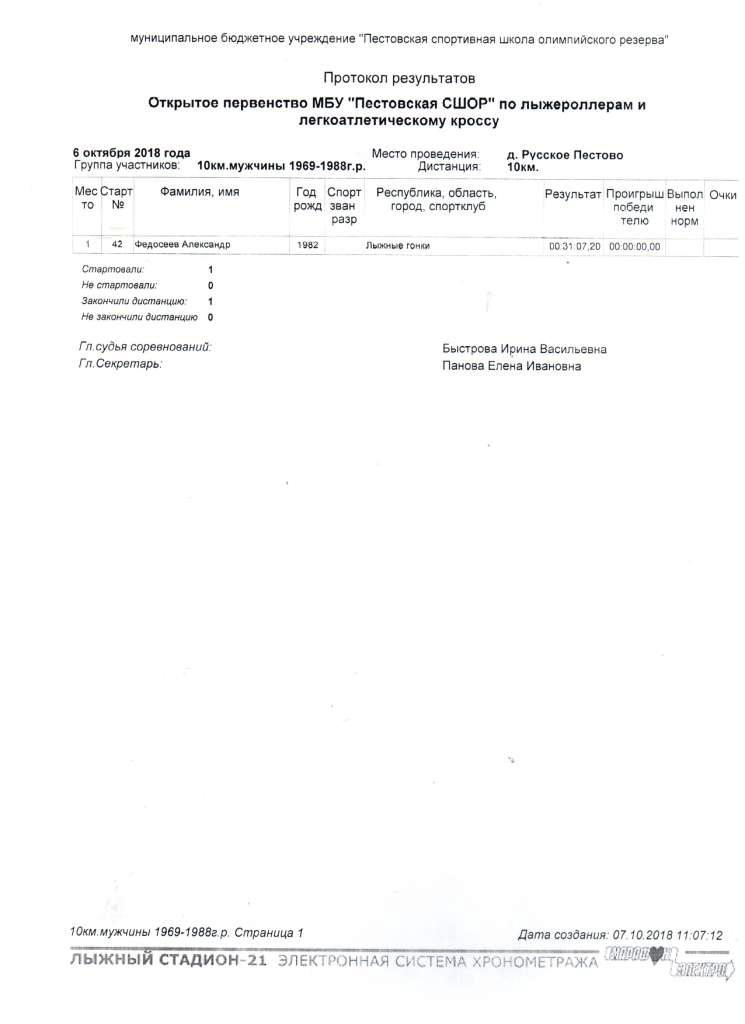 муниципальное бюджетное учреждение "Пестовская спортивная школа олимпийского резерва"
Протокол результатов
Открытое первенство МБУ "Пестовская СШОР" по лыжероллерам и
легкоатлетическому кроссу
6 октября 2018 года Место проведения: д. Русское Пестово
Группа участников: 10км.мужчины 1969-1988г.р. Дистанция: 10км.
Мес Старт Фамилия, имя Год Спорт Республика, область, Результат Проигрыш Выпол Очки
то № рожд зван город, спортклуб победи нен
разр телю норм
1 42 Федосеев Александр 1982 Лыжные гонки 00:31:07,20 00:00:00,00
Стартовали: 1
Не стартовали: 0
Закончили дистанцию: 1
Не закончили дистанцию 0
Гл.судья соревнований: Быстрова Ирина Васильевна
Гл.Секретарь: Панова Елена Ивановна
10км.мужчины 1969-1988г.р. Страница 1 Дата создания: 07.10.2018 11:07:12
ЛЫЖНЫЙ СТАДИОН-21 ЭЛЕКТРОННАЯ СИСТЕМА ХРОНОМЕТРАЖА